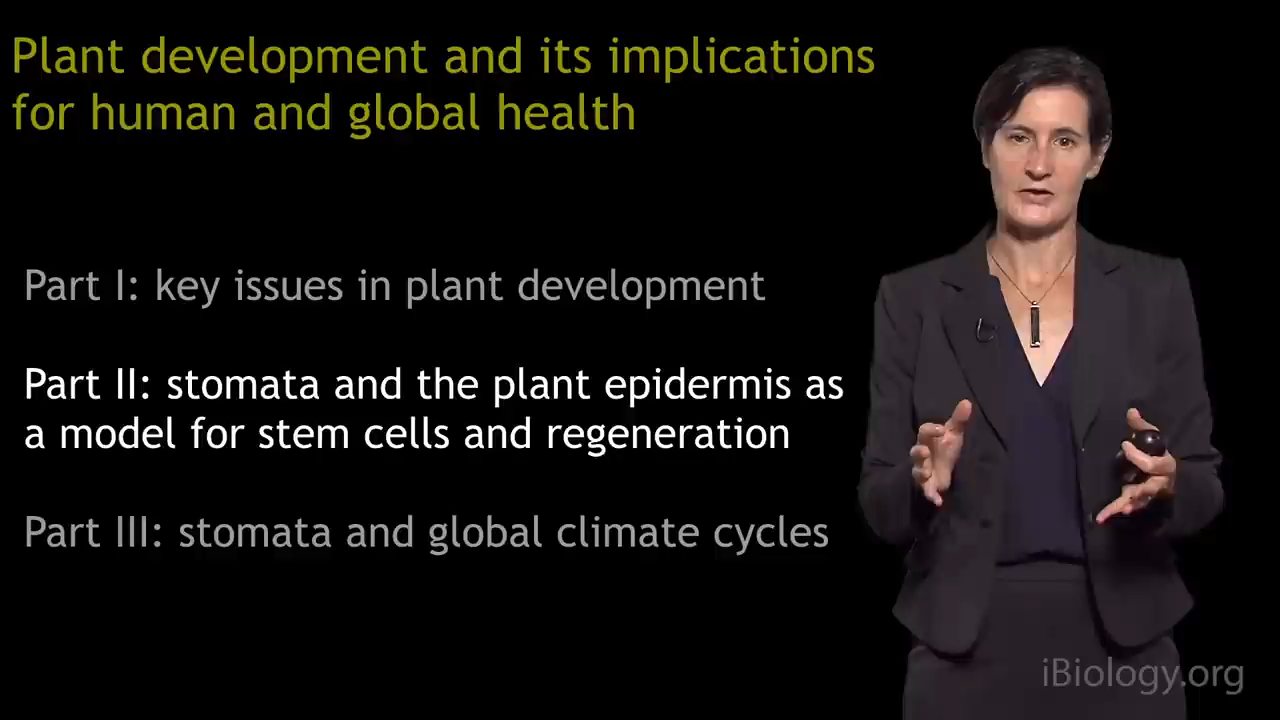 Plant development and its implications
for human and global health
Part I: key issues in plant development
Part II: stomata and the plant epidermis as
a model for stem cells and regeneration
Part III: stomata and global climate cycles
iBiology.org